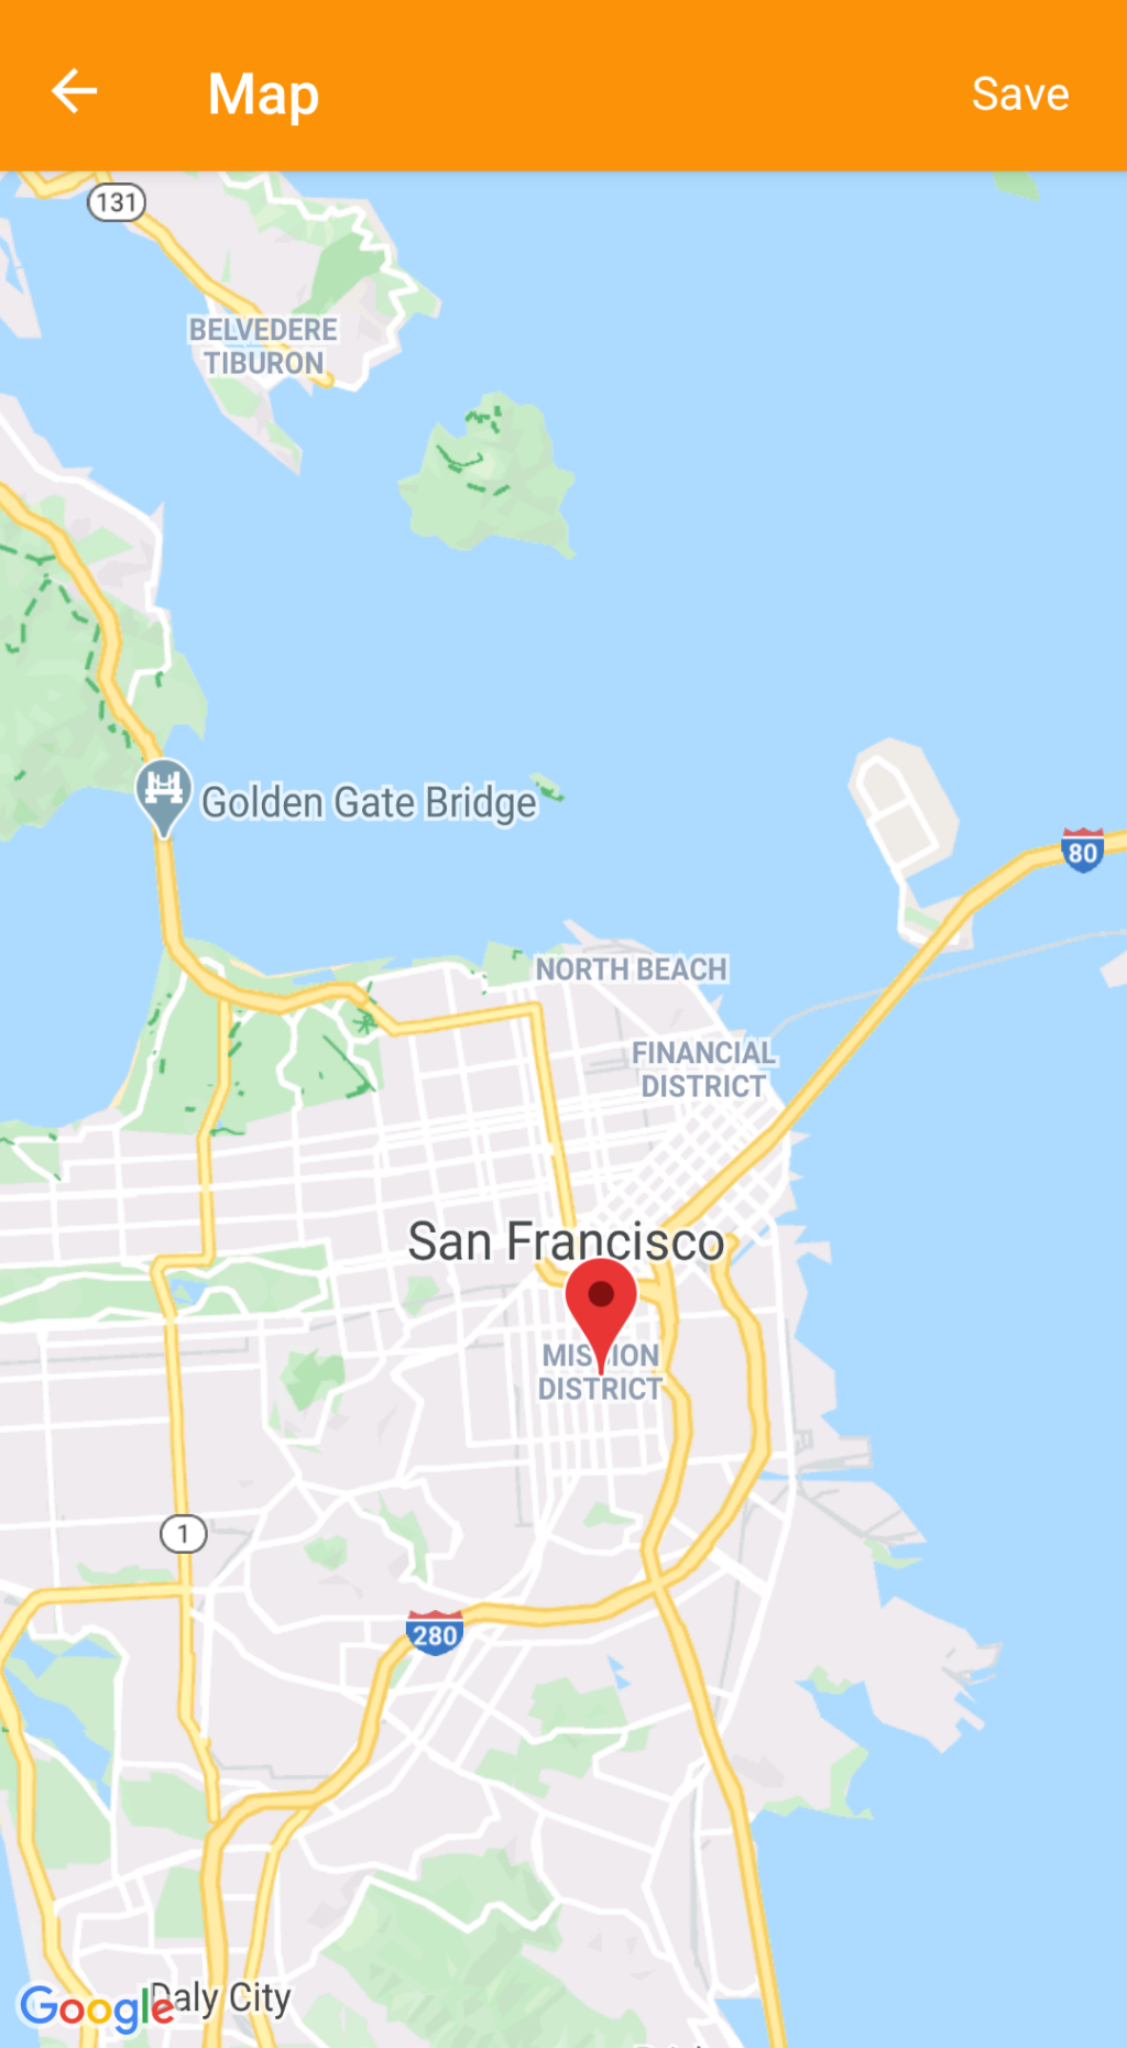 Map
Save
131
BELVEDERE
TIBURON
Golden Gate Bridge
80
NORTH BEACH
FINANCIAL
DISTRICT
San Francisco
MISSION
DISTRICT
1
280
Daly City
Google